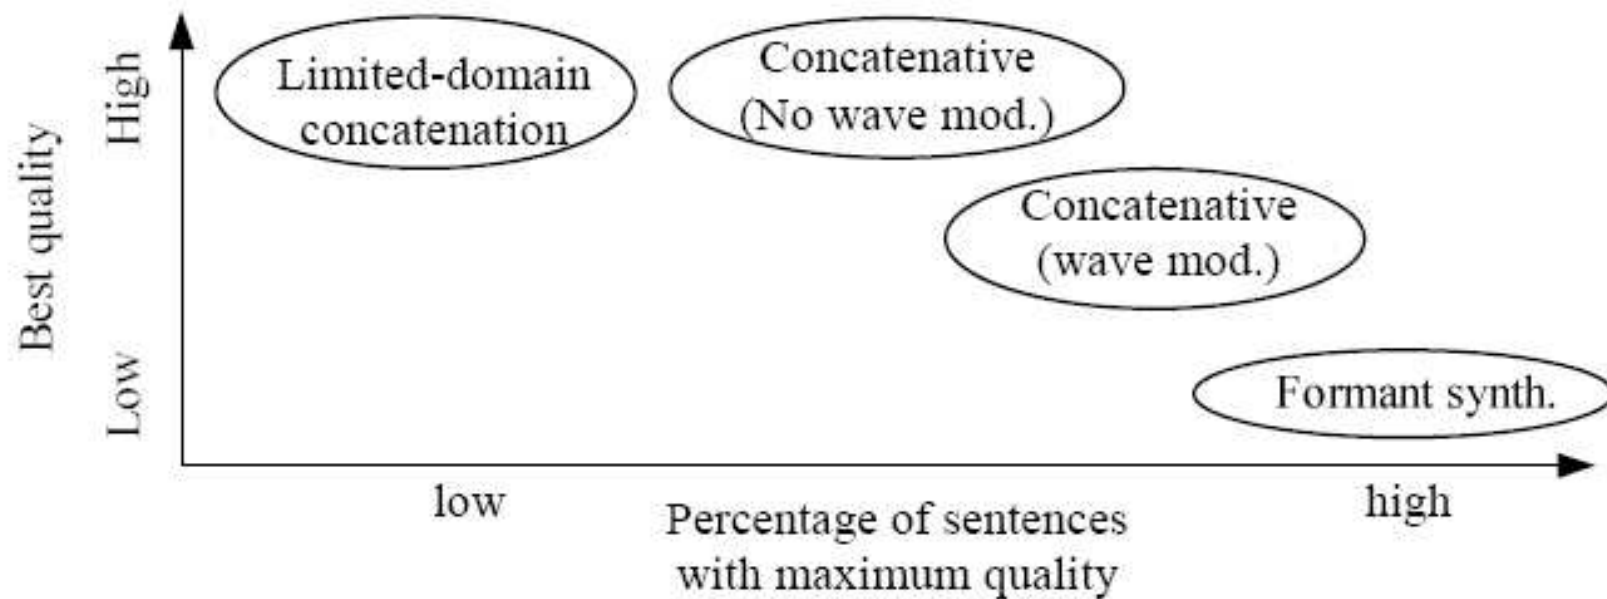 High
Best quality
Low
Limited-domain
concatenation
Concatenative
(No wave mod.)
Concatenative
(wave mod.)
Formant synth.
low
high
Percentage of sentences
with maximum quality